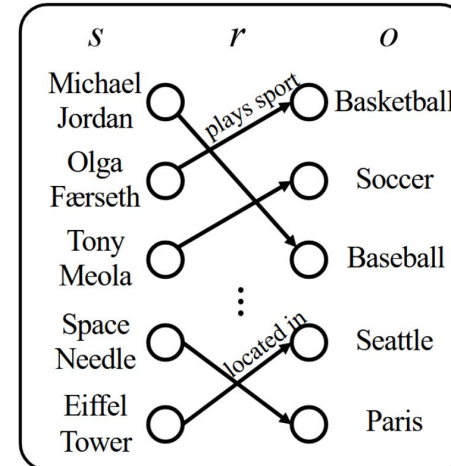 s r o
Michael
Jordan
plays sport
Basketball
Olga
Færseth
Soccer
Tony
Meola
Baseball
Space
Needle
located in
Seattle
Eiffel
Tower
Paris